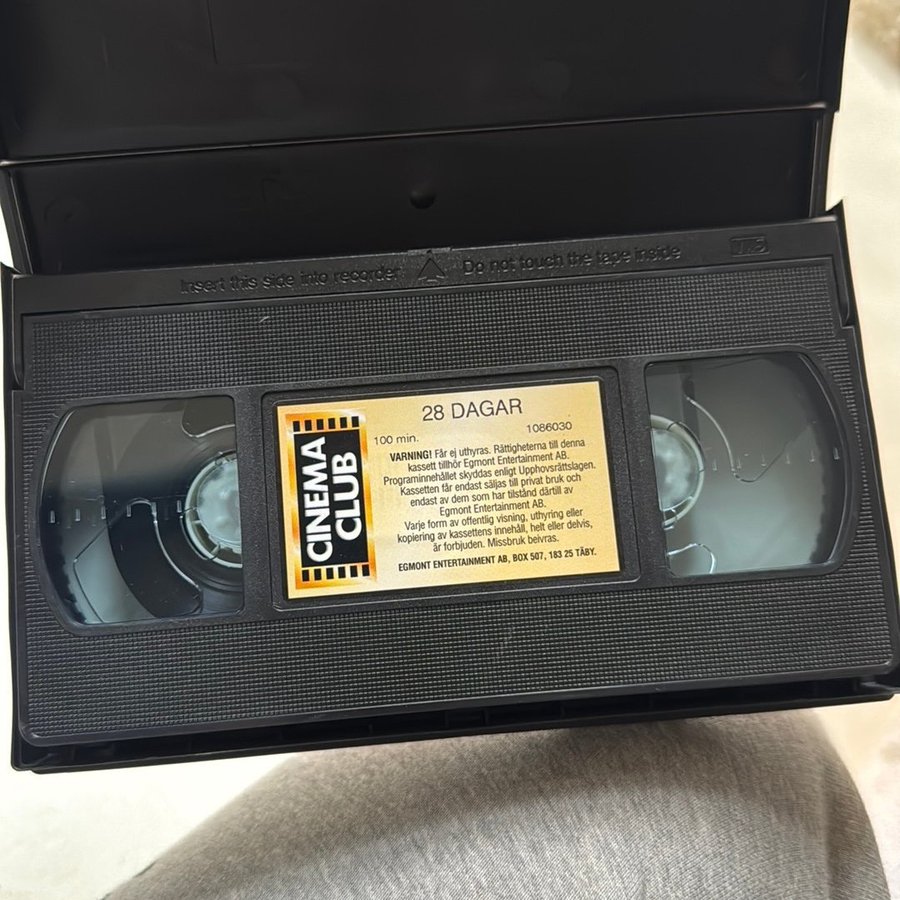 Insert this side into recorder Do not touch the tape inside VHS
CINEMA
CLUB
28 DAGAR
100 min. 1086030
VARNING! Får ej uthyras. Rättigheterna till denna
kassett tillhör Egmont Entertainment AB.
Programinnehållet skyddas enligt Upphovsrättslagen.
Kassetten får endast säljas till privat bruk och
endast av dem som har tilstånd därtill av
Egmont Entertainment AB.
Varje form av offentlig visning, uthyring eller
kopiering av kassettens innehåll, helt eller delvis,
är forbjuden. Missbruk beivras.
EGMONT ENTERTAINMENT AB, BOX 507, 183 25 TÄBY.